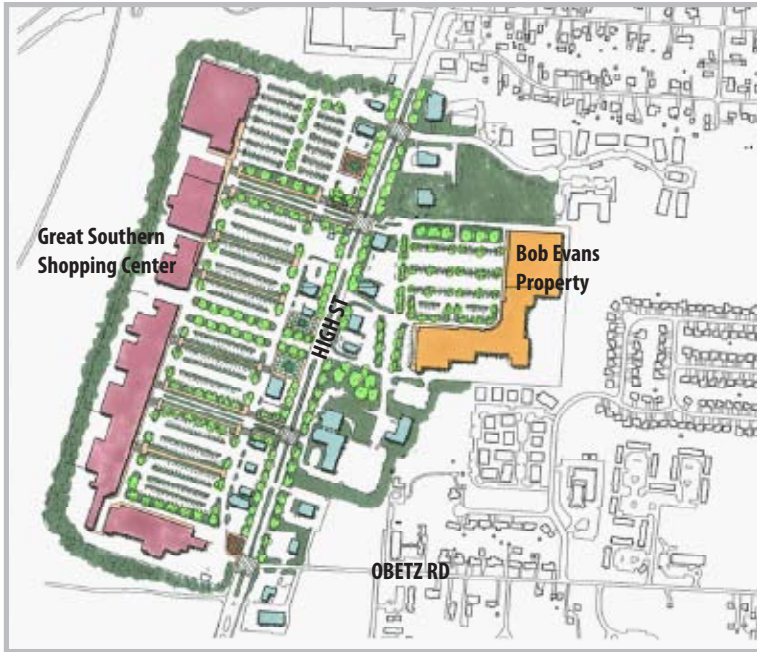 Great Southern
Shopping Center
Bob Evans
Property
HIGH ST
OBETZ RD